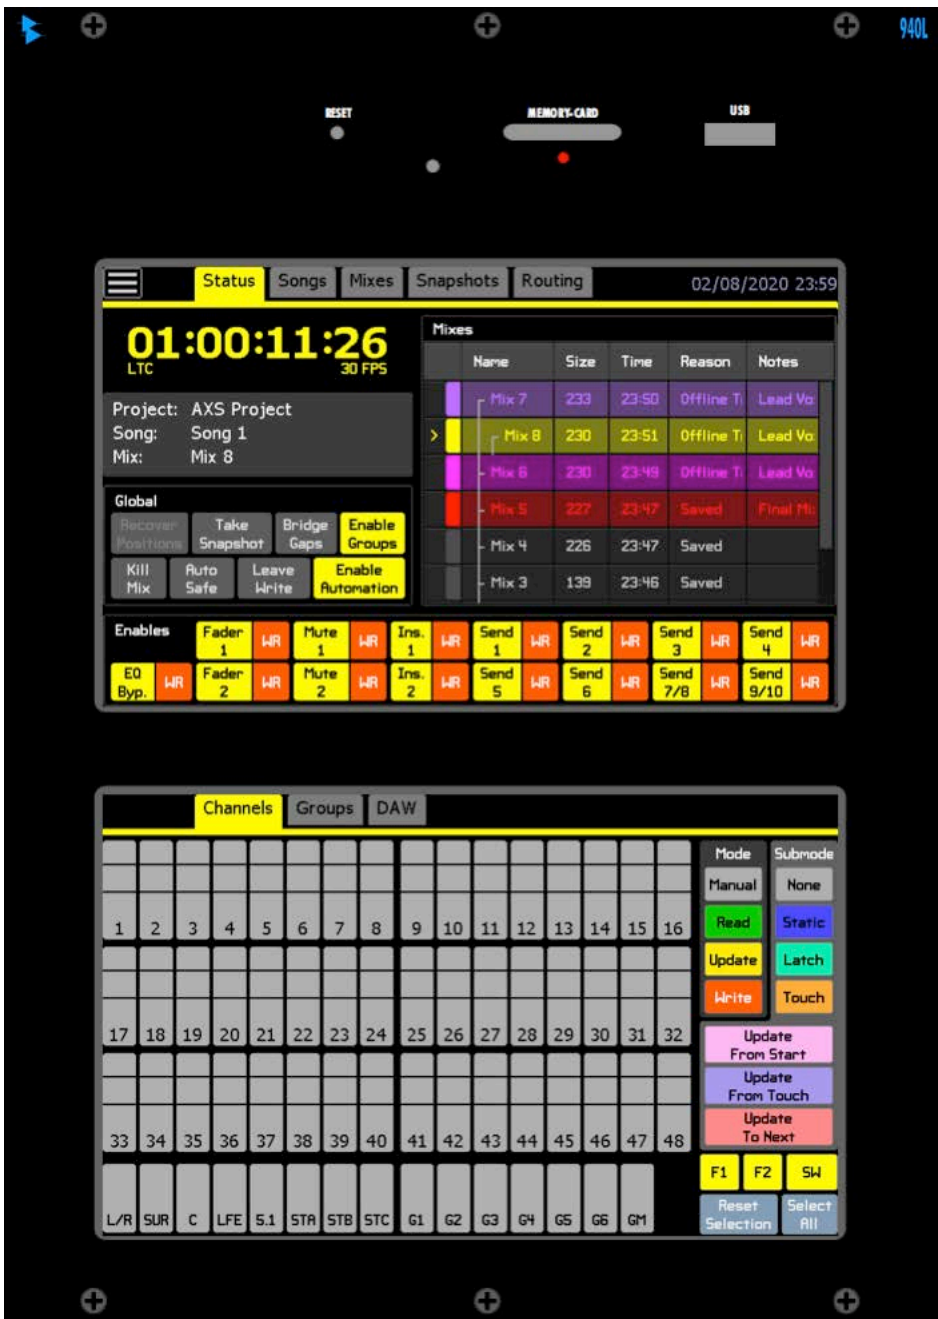 940L
RESET
MEMORY-CARD
USB
Status Songs Mixes Snapshots Routing 02/08/2020 23:59
01:00:11:26
LTC 30 FPS
Project: AXS Project
Song: Song 1
Mix: Mix 8
Mixes
Name Size Time Reason Notes
Mix 7 233 23:50 Offline T Lead Vo
> Mix 8 230 23:51 Offline T Lead Vo
Mix 6 230 23:49 Offline T Lead Vo
Mix 5 227 23:47 Saved Final Mi
Mix 4 226 23:47 Saved
Mix 3 139 23:46 Saved
Global
Recover Positions Take Snapshot Bridge Gaps Enable Groups
Kill Mix Auto Safe Leave Write Enable Automation
Enables Fader 1 WR Mute 1 WR Ins. 1 WR Send 1 WR Send 2 WR Send 3 WR Send 4 WR
EQ Byp. WR Fader 2 WR Mute 2 WR Ins. 2 WR Send 5 WR Send 6 WR Send 7/8 WR Send 9/10 WR
Channels Groups DAW
1 2 3 4 5 6 7 8 9 10 11 12 13 14 15 16
17 18 19 20 21 22 23 24 25 26 27 28 29 30 31 32
33 34 35 36 37 38 39 40 41 42 43 44 45 46 47 48
L/R SUR C LFE 5.1 STA STB STC G1 G2 G3 G4 G5 G6 GM
Mode Submode
Manual None
Read Static
Update Latch
Write Touch
Update
From Start
Update
From Touch
Update
To Next
F1 F2 SW
Reset Selection Select All